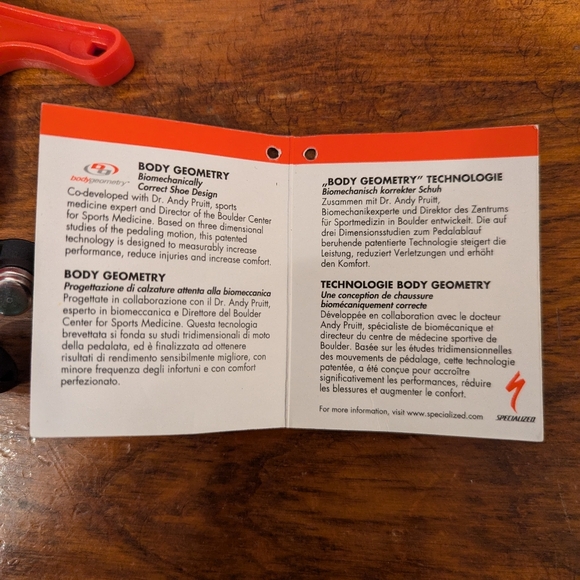 bodygeometry™
BODY GEOMETRY
Biomechanically
Correct Shoe Design
Co-developed with Dr. Andy Pruitt, sports
medicine expert and Director of the Boulder Center
for Sports Medicine. Based on three dimensional
studies of the pedaling motion, this patented
technology is designed to measurably increase
performance, reduce injuries and increase comfort.
BODY GEOMETRY
Progettazione di calzature attenta alla biomeccanica
Progettate in collaborazione con il Dr. Andy Pruitt,
esperto in biomeccanica e Direttore del Boulder
Center for Sports Medicine. Questa tecnologia
brevettata si fonda su studi tridimensionali di moto
della pedalata, ed è finalizzata ad ottenere
risultati di rendimento sensibilmente migliore, con
minore frequenza degli infortuni e con comfort
perfezionato.
„BODY GEOMETRY” TECHNOLOGIE
Biomechanisch korrekter Schuh
Zusammen mit Dr. Andy Pruitt,
Biomechanikexperte und Direktor des Zentrums
für Sportmedizin in Boulder entwickelt. Die auf
drei Dimensionsstudien zum Pedalablauf
beruhende patentierte Technologie steigert die
Leistung, reduziert Verletzungen und erhöht
den Komfort.
TECHNOLOGIE BODY GEOMETRY
Une conception de chaussure
biomécaniquement correcte
Développée en collaboration avec le docteur
Andy Pruitt, spécialiste de biomécanique et
directeur du centre de médecine sportive de
Boulder. Basée sur les études tridimensionnelles
des mouvements de pédalage, cette technologie
patentée, a été conçue pour accroître
significativement les performances, réduire
les blessures et augmenter le confort.
For more information, visit www.specialized.com
SPECIALIZED